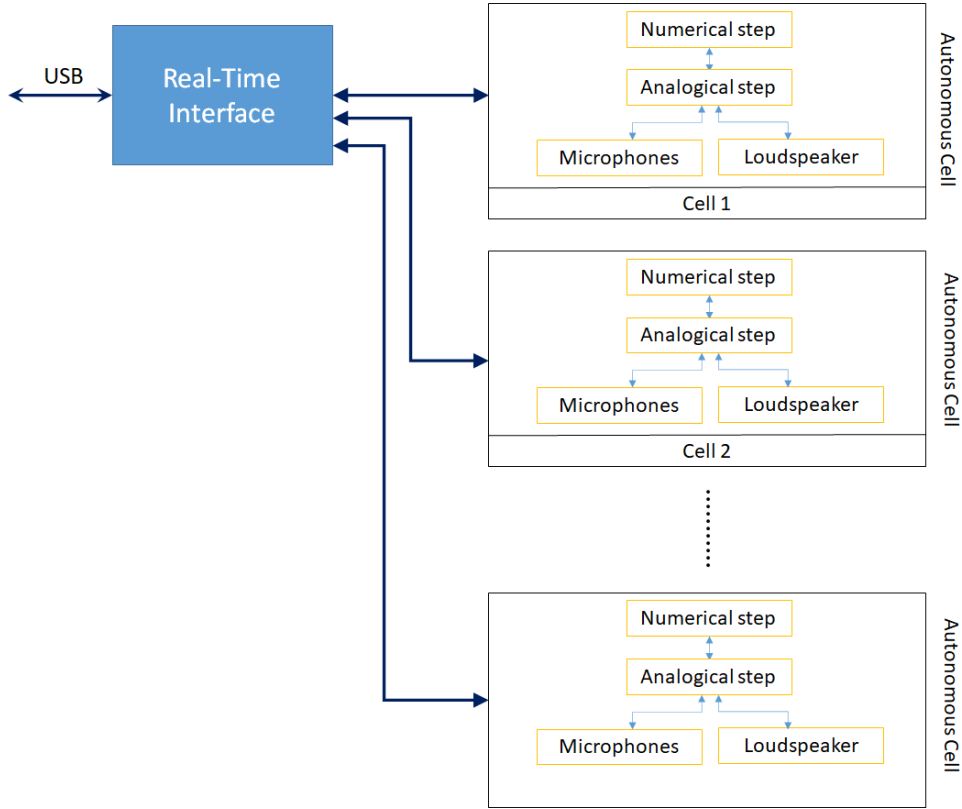 USB
Real-Time
Interface
Numerical step
Analogical step
Microphones
Loudspeaker
Cell 1
Autonomous Cell
Numerical step
Analogical step
Microphones
Loudspeaker
Cell 2
Autonomous Cell
Numerical step
Analogical step
Microphones
Loudspeaker
Autonomous Cell